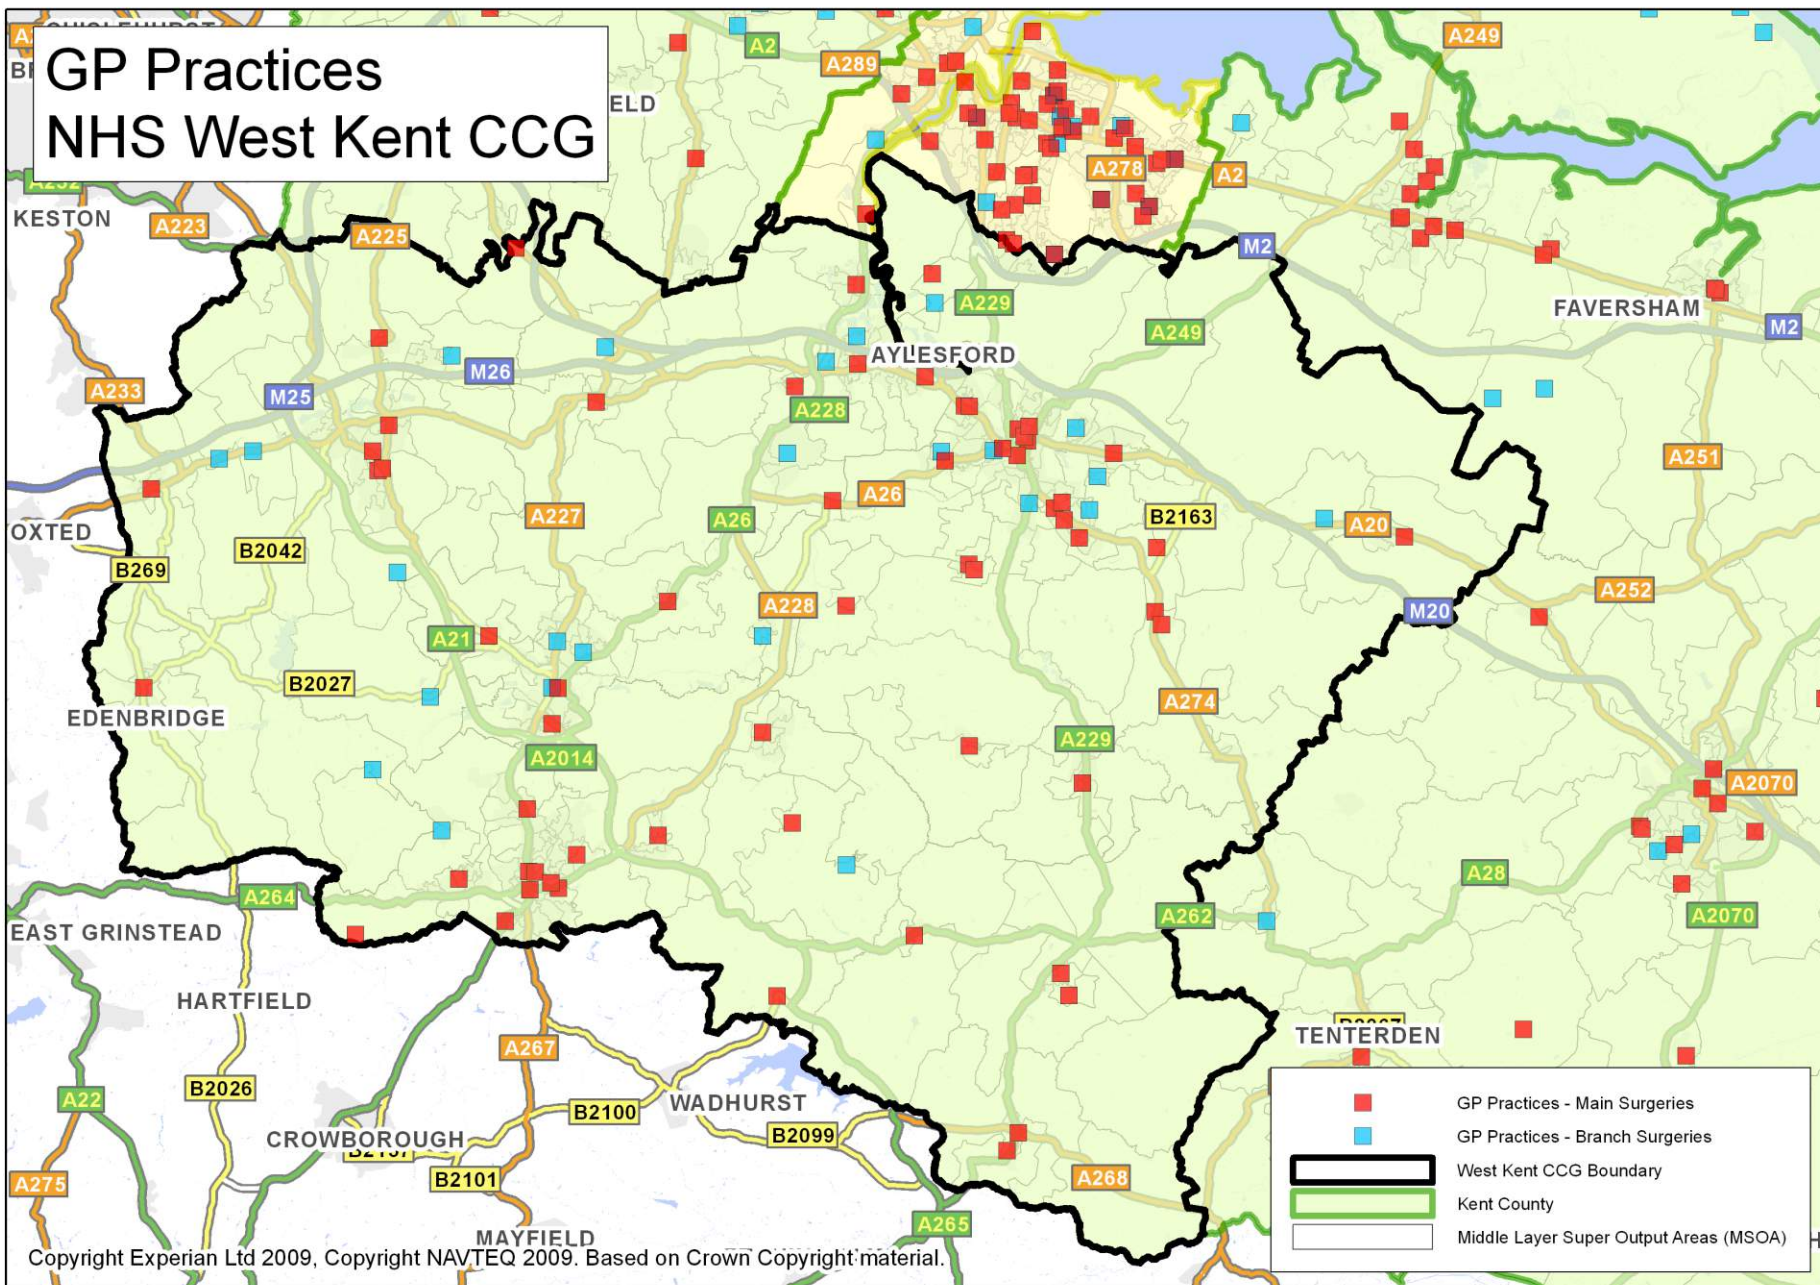 GP Practices
NHS West Kent CCG
ELD
A2
A289
A249
A232
KESTON
A223
A225
A278
A2
M2
A229
A249
FAVERSHAM
M2
AYLESFORD
A233
M25
M26
A228
A251
OXTED
A26
A26
A227
B2163
A20
B2042
B269
A228
A252
M20
A21
B2027
A274
EDENBRIDGE
A229
A2014
A2070
A28
A264
A262
A2070
EAST GRINSTEAD
HARTFIELD
TENTERDEN
A267
A22
B2026
B2100
WADHURST
B2099
CROWBOROUGH
A275
B2101
A268
A265
MAYFIELD
GP Practices - Main Surgeries
GP Practices - Branch Surgeries
West Kent CCG Boundary
Kent County
Middle Layer Super Output Areas (MSOA)
Copyright Experian Ltd 2009, Copyright NAVTEQ 2009. Based on Crown Copyright material.